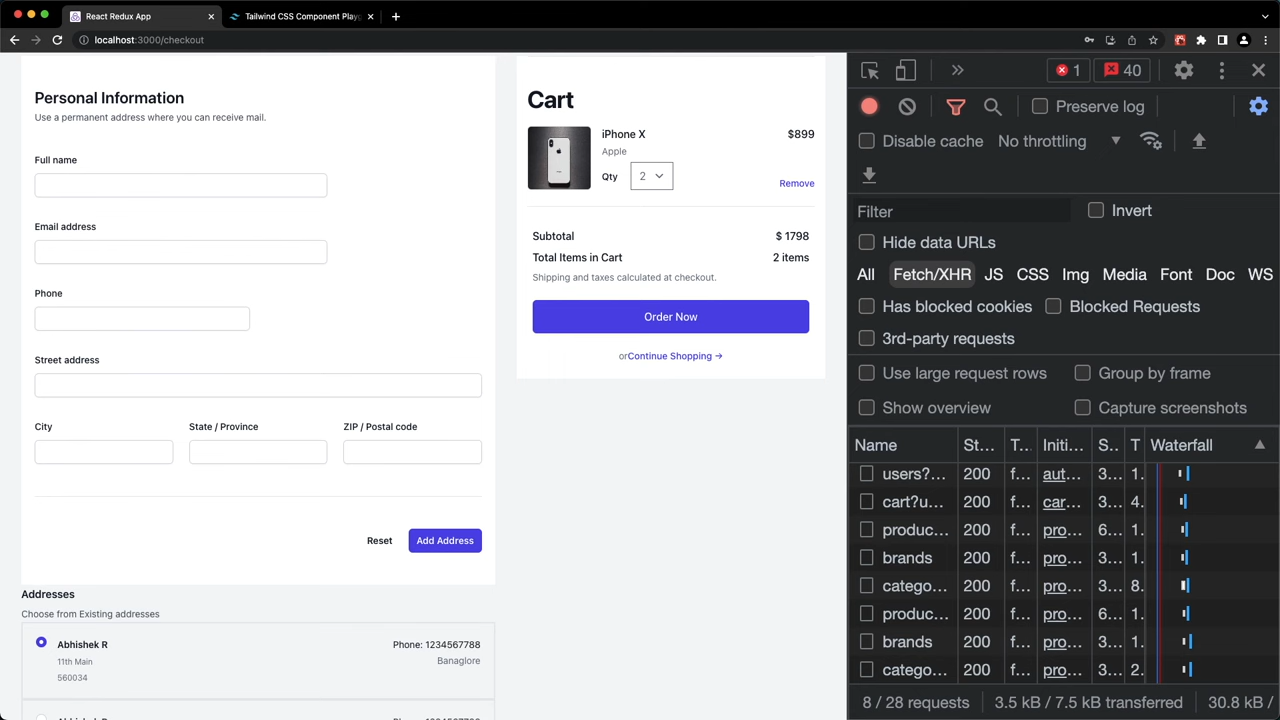 React Redux App
Tailwind CSS Component Playg
localhost:3000/checkout
Personal Information
Use a permanent address where you can receive mail.
Full name
Email address
Phone
Street address
City
State / Province
ZIP / Postal code
Reset
Add Address
Addresses
Choose from Existing addresses
Abhishek R
Phone: 1234567788
11th Main
Banaglore
560034
Cart
iPhone X
$899
Apple
Qty
2
Remove
Subtotal
$ 1798
Total Items in Cart
2 items
Shipping and taxes calculated at checkout.
Order Now
orContinue Shopping →
1
40
Preserve log
Disable cache
No throttling
Filter
Invert
Hide data URLs
All Fetch/XHR JS CSS Img Media Font Doc WS
Has blocked cookies
Blocked Requests
3rd-party requests
Use large request rows
Group by frame
Show overview
Capture screenshots
Name St... T... Initi... S... T Waterfall
users?... 200 f... aut... 3... 1.
cart?u... 200 f... car... 3... 4.
produc... 200 f... pro... 6... 1.
brands 200 f... pro... 3... 1.
catego... 200 f... pro... 3... 8.
produc... 200 f... pro... 6... 1.
brands 200 f... pro... 3... 1.
catego... 200 f... pro... 3... 1.
8 / 28 requests
3.5 kB / 7.5 kB transferred
30.8 kB /